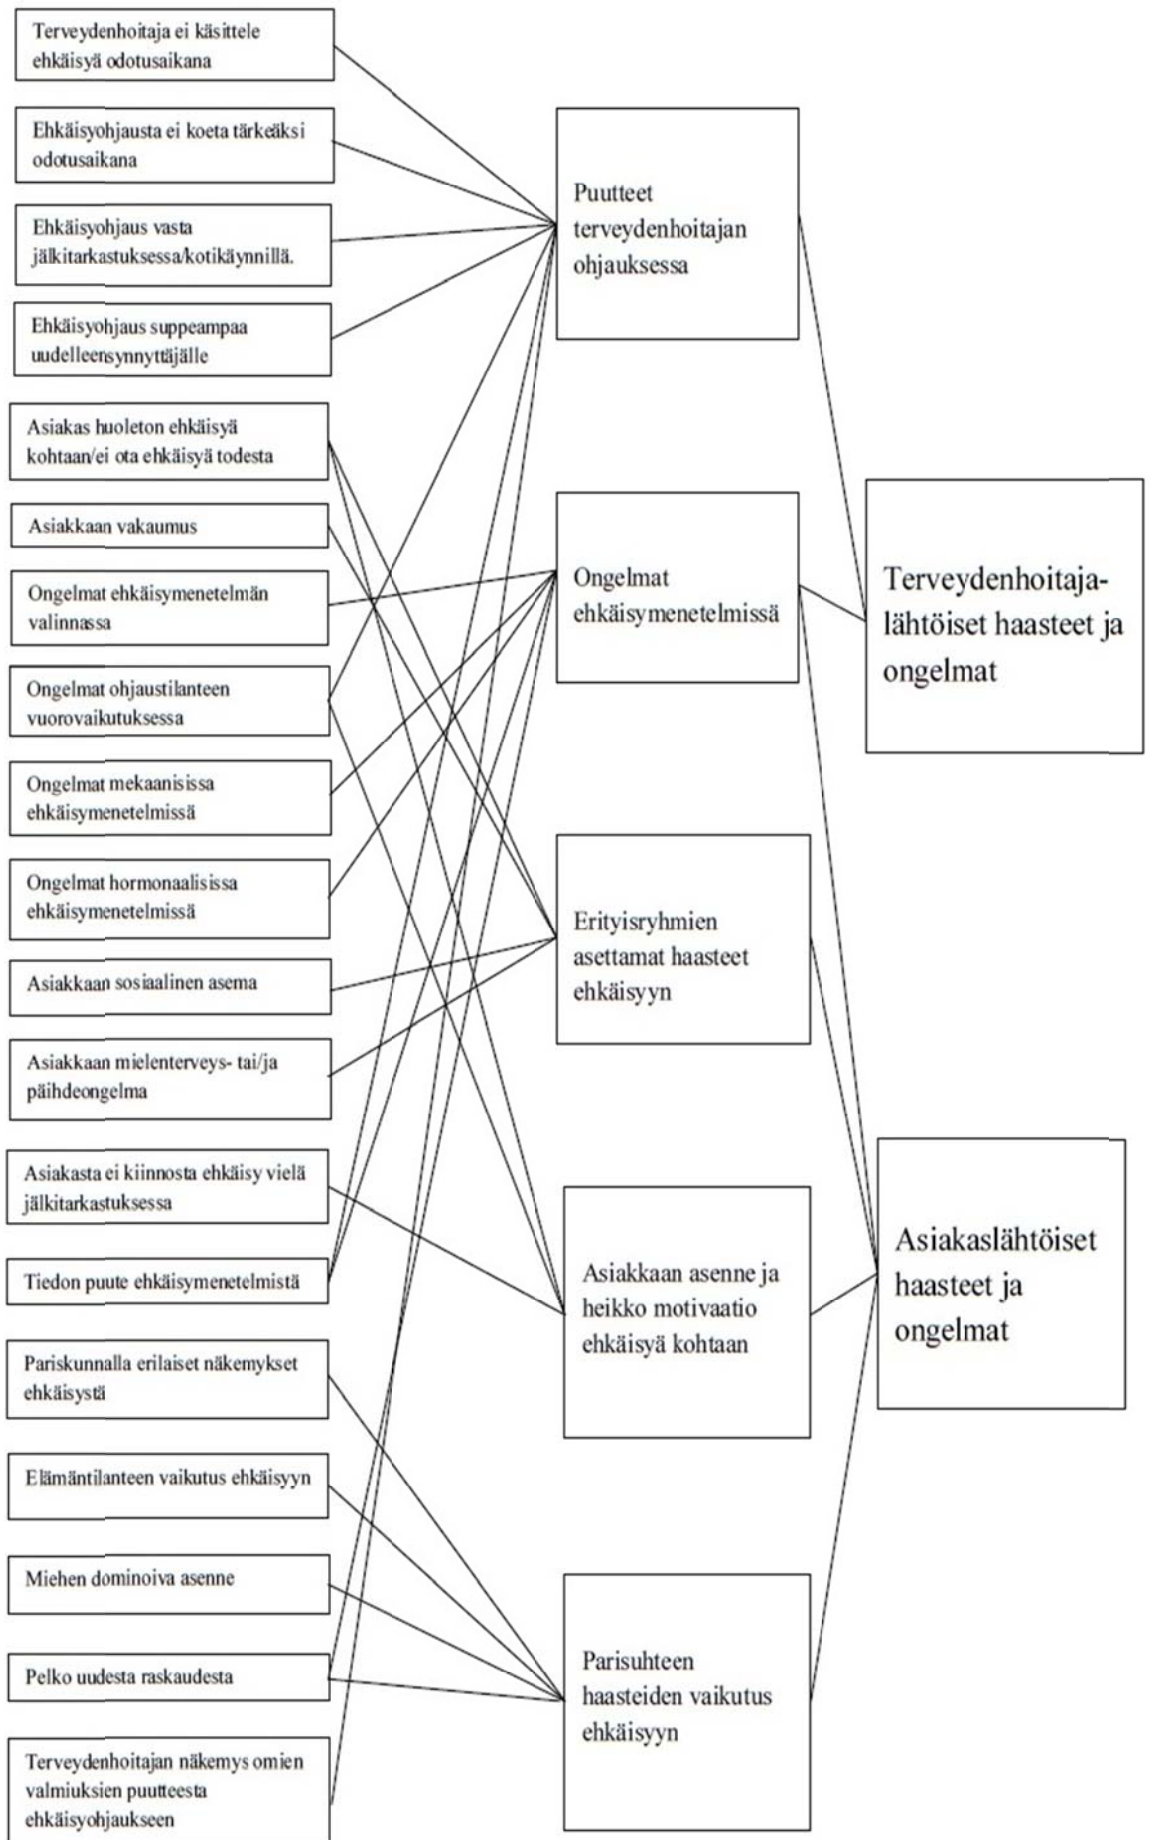 Terveydenhoitaja ei käsittele
ehkäisyä odotusaikana
Ehkäisyohjausta ei koeta tärkeäksi
odotusaikana
Ehkäisyohjaus vasta
jälkitarkastuksessa/kotikäynnillä.
Ehkäisyohjaus suppeampaa
uudelleensynnyttäjälle
Asiakas huoleton ehkäisyä
kohtaan/ei ota ehkäisyä todesta
Asiakkaan vakaumus
Ongelmat ehkäisymenetelmän
valinnassa
Ongelmat ohjaustilanteen
vuorovaikutuksessa
Ongelmat mekaanisissa
ehkäisymenetelmissä
Ongelmat hormonaalisissa
ehkäisymenetelmissä
Asiakkaan sosiaalinen asema
Asiakkaan mielenterveys- tai/ja
päihdeongelma
Asiakasta ei kiinnosta ehkäisy vielä
jälkitarkastuksessa
Tiedon puute ehkäisymenetelmistä
Pariskunnalla erilaiset näkemykset
ehkäisystä
Elämäntilanteen vaikutus ehkäisyyn
Miehen dominoiva asenne
Pelko uudesta raskaudesta
Terveydenhoitajan näkemys omien
valmiuksien puutteesta
ehkäisyohjaukseen
Puutteet
terveydenhoitajan
ohjauksessa
Ongelmat
ehkäisymenetelmissä
Erityisryhmien
asettamat haasteet
ehkäisyyn
Asiakkaan asenne ja
heikko motivaatio
ehkäisyä kohtaan
Parisuhteen
haasteiden vaikutus
ehkäisyyn
Terveydenhoitaja-
lähtöiset haasteet ja
ongelmat
Asiakaslähtöiset
haasteet ja
ongelmat